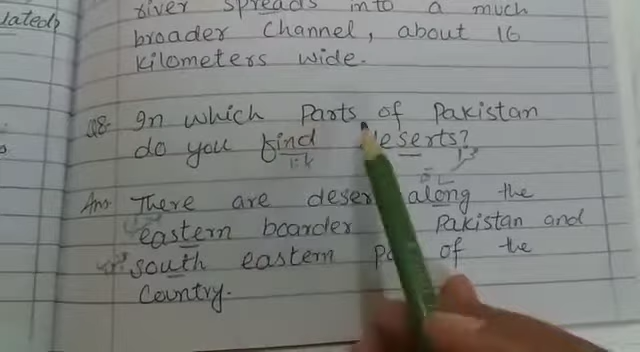 lated?
river spreads into a much
broader channel, about 16
kilometers wide.
Q8: In which parts of Pakistan
do you find deserts?
Ans There are along the
eastern boarder Pakistan and
south eastern of the
Country.